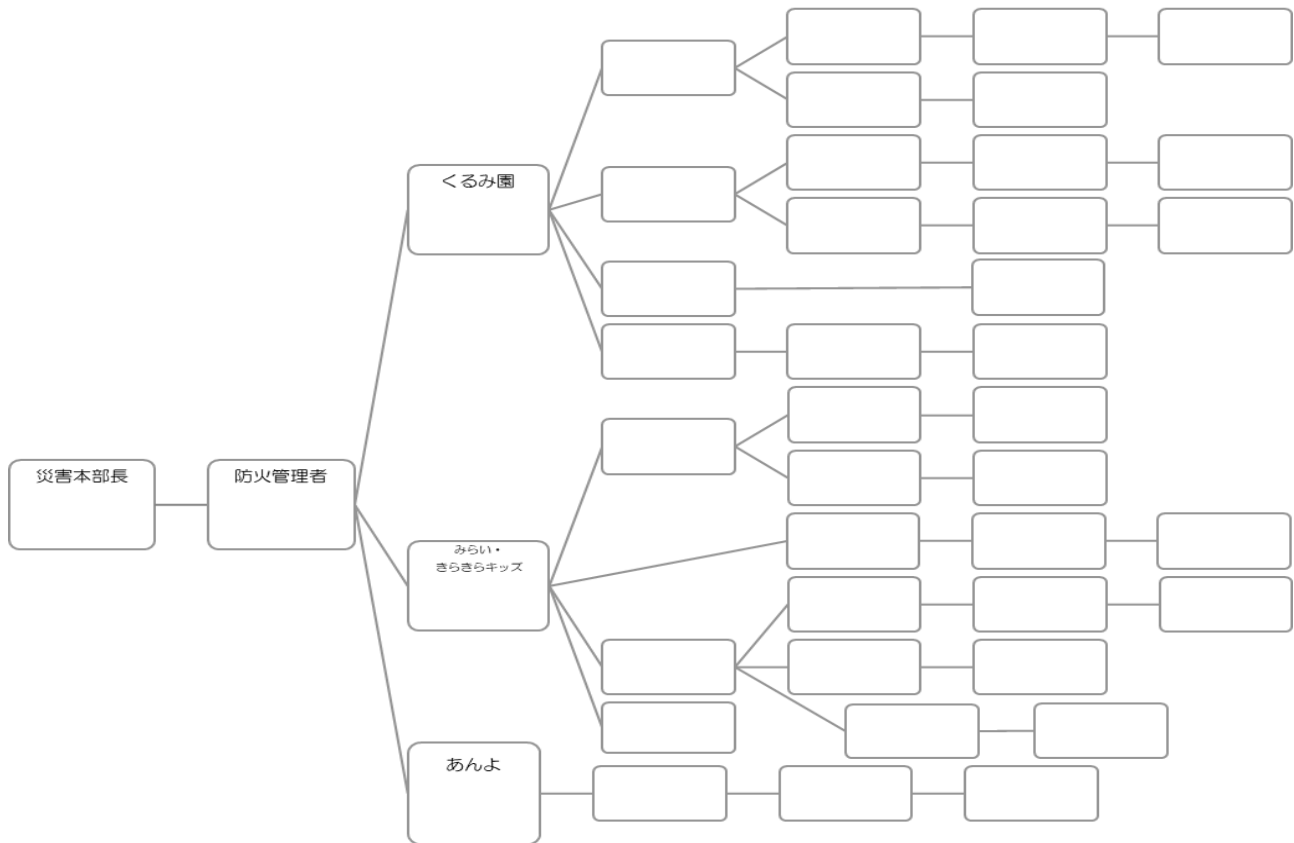 くるみ園
災害本部長
防火管理者
みらい・
きらきらキッズ
あんよ